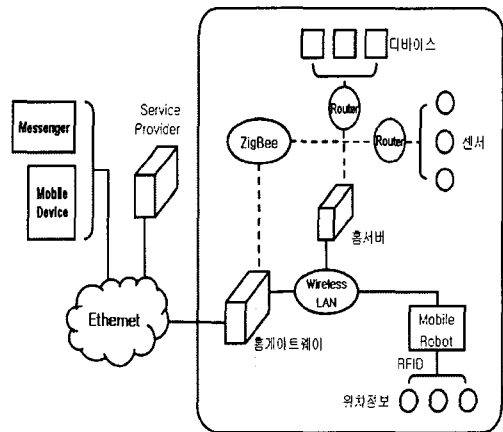 디바이스
Router
Service
Provider
Messenger
ZigBee
Router
센서
Mobile
Device
홈서버
Wireless
LAN
Ethernet
홈게이트웨이
Mobile
Robot
RFID
위치정보